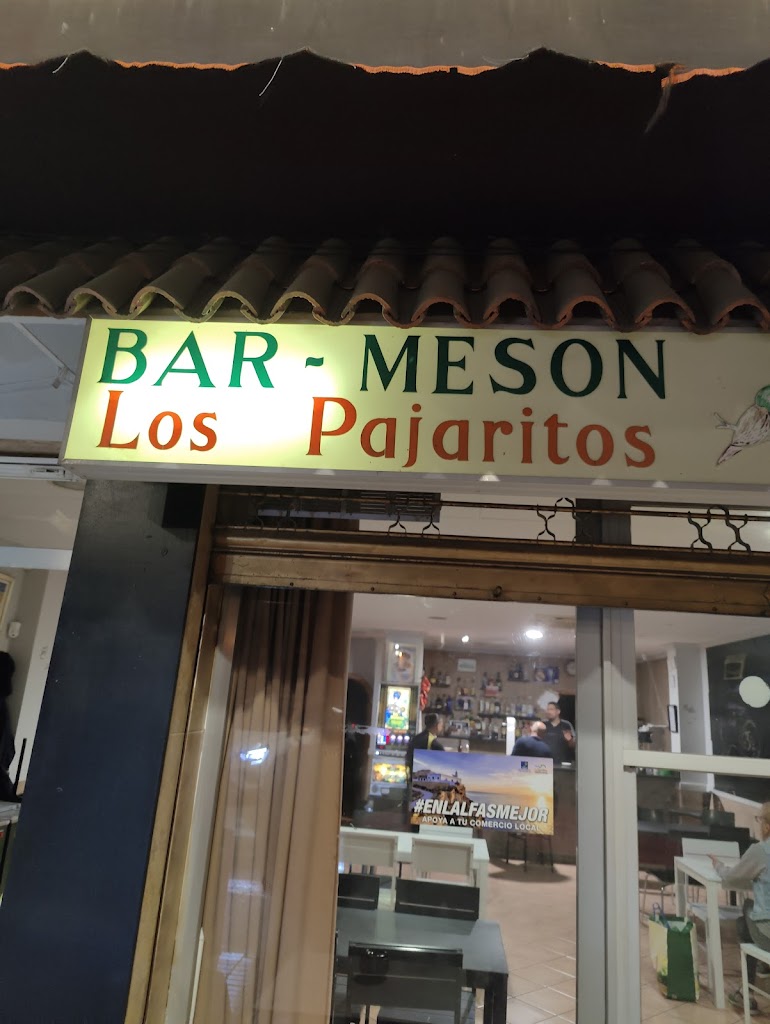 BAR - MESON
Los Pajaritos
#ENLALFASMEJOR
APOYA A TU COMERCIO LOCAL